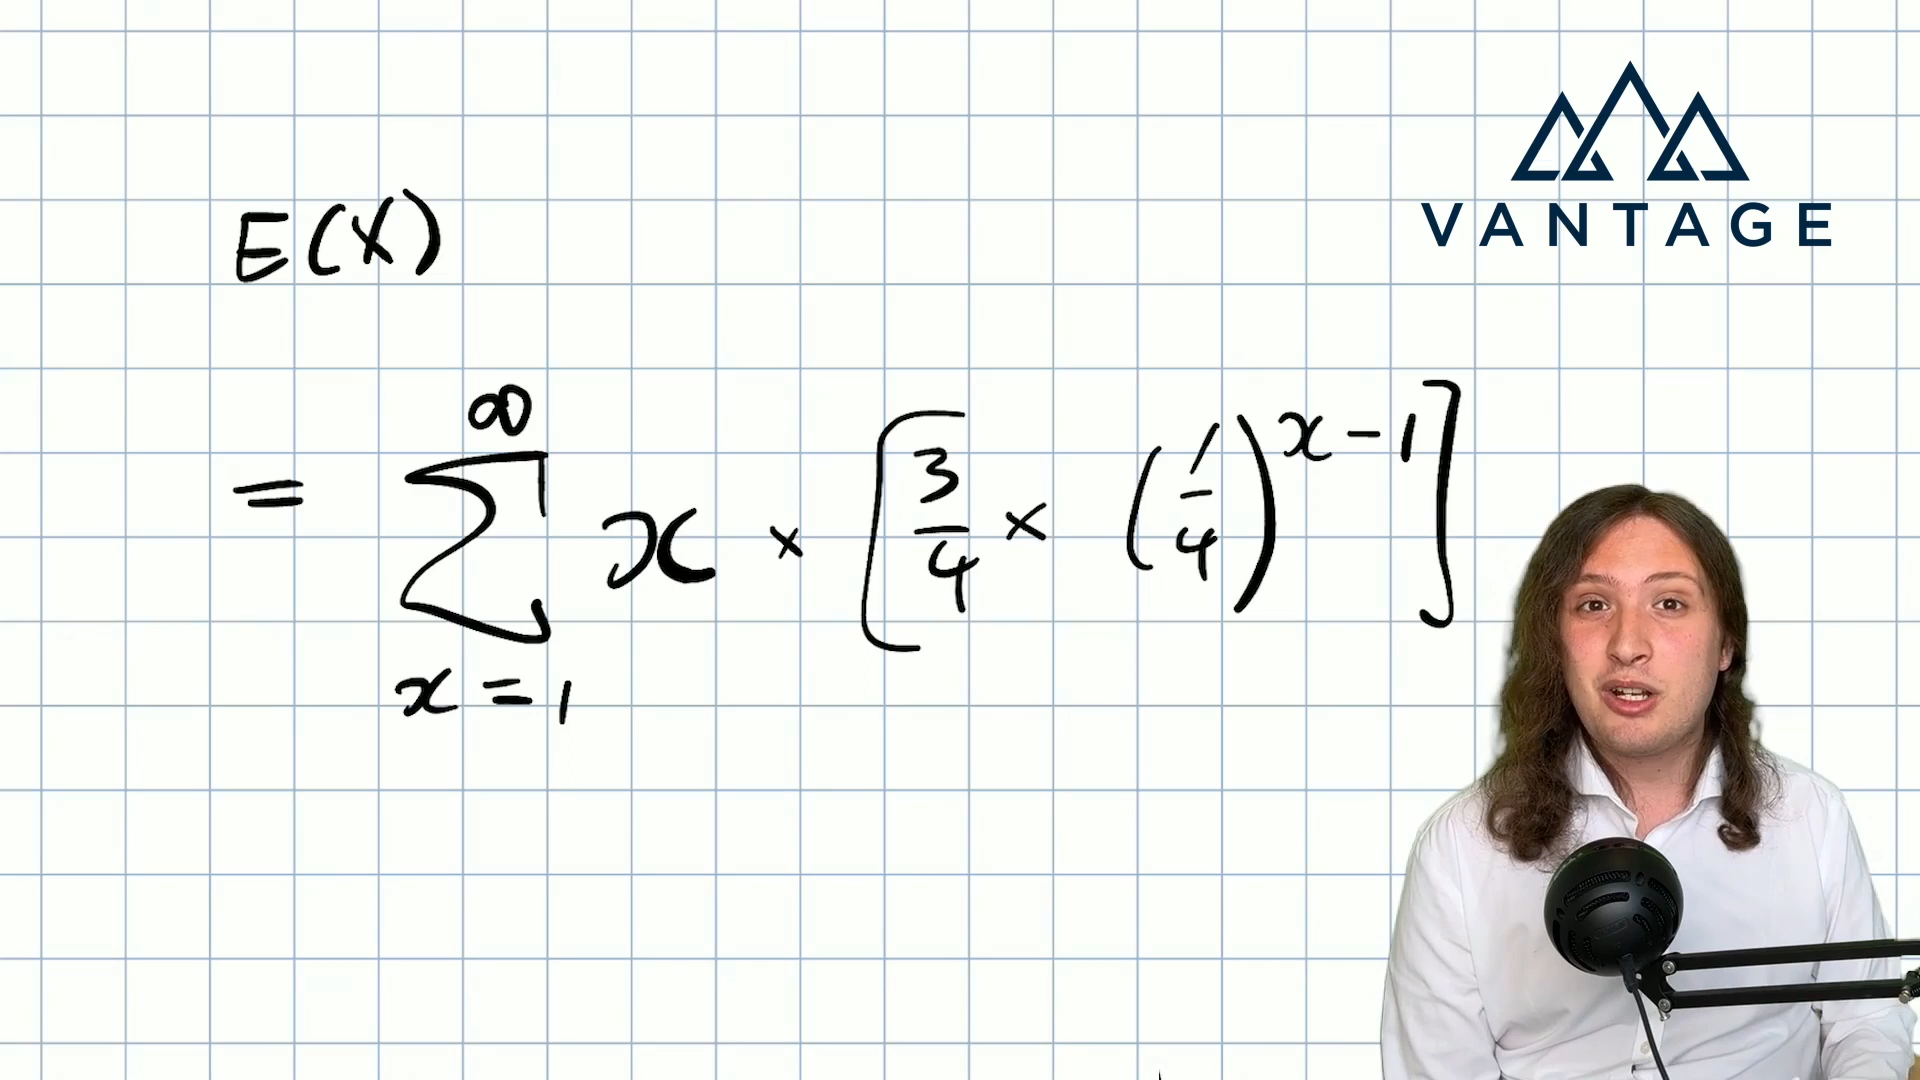 VANTAGE
E(X)
= ∞ ∑ x=1 x × [3/4 × (1/4)^x-1]